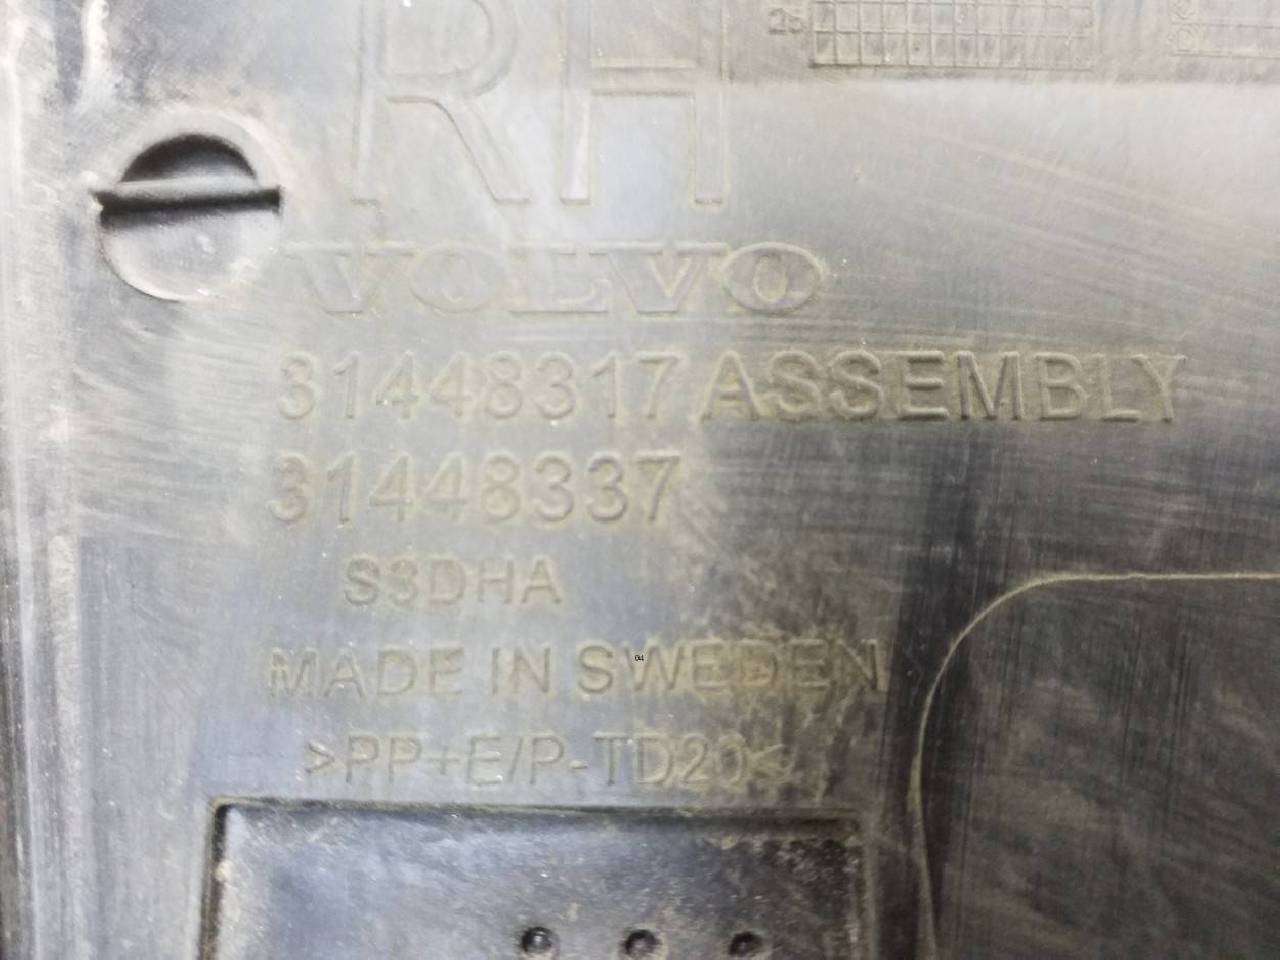 RH
VOLVO
31448317 ASSEMBLY
31448337
S3DHA
MADE IN SWEDEN
>PP+E/P-TD20<